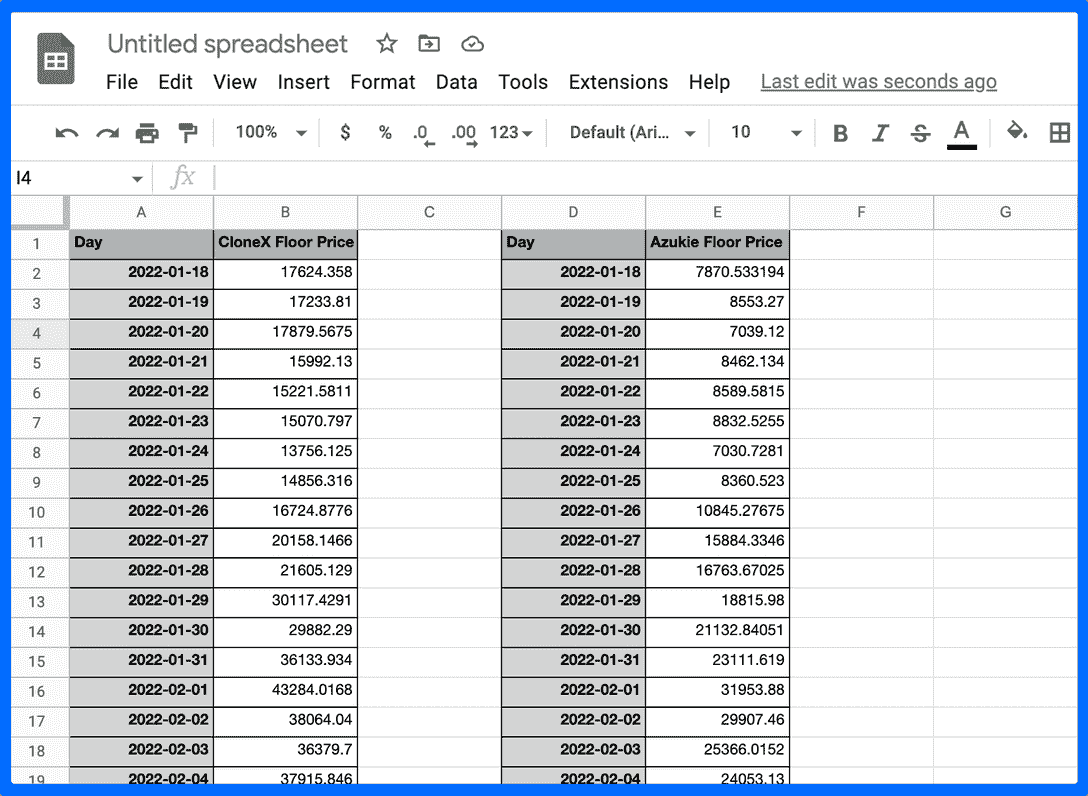 Untitled spreadsheet
File Edit View Insert Format Data Tools Extensions Help Last edit was seconds ago
100% $ % .0 .00 123 Default (Ari... 10 B I S A
I4 fx
A B C D E F G
1 Day CloneX Floor Price Day Azukie Floor Price
2 2022-01-18 17624.358 2022-01-18 7870.533194
3 2022-01-19 17233.81 2022-01-19 8553.27
4 2022-01-20 17879.5675 2022-01-20 7039.12
5 2022-01-21 15992.13 2022-01-21 8462.134
6 2022-01-22 15221.5811 2022-01-22 8589.5815
7 2022-01-23 15070.797 2022-01-23 8832.5255
8 2022-01-24 13756.125 2022-01-24 7030.7281
9 2022-01-25 14856.316 2022-01-25 8360.523
10 2022-01-26 16724.8776 2022-01-26 10845.27675
11 2022-01-27 20158.1466 2022-01-27 15884.3346
12 2022-01-28 21605.129 2022-01-28 16763.67025
13 2022-01-29 30117.4291 2022-01-29 18815.98
14 2022-01-30 29882.29 2022-01-30 21132.84051
15 2022-01-31 36133.934 2022-01-31 23111.619
16 2022-02-01 43284.0168 2022-02-01 31953.88
17 2022-02-02 38064.04 2022-02-02 29907.46
18 2022-02-03 36379.7 2022-02-03 25366.0152
19 2022-02-04 37915.846 2022-02-04 24053.13